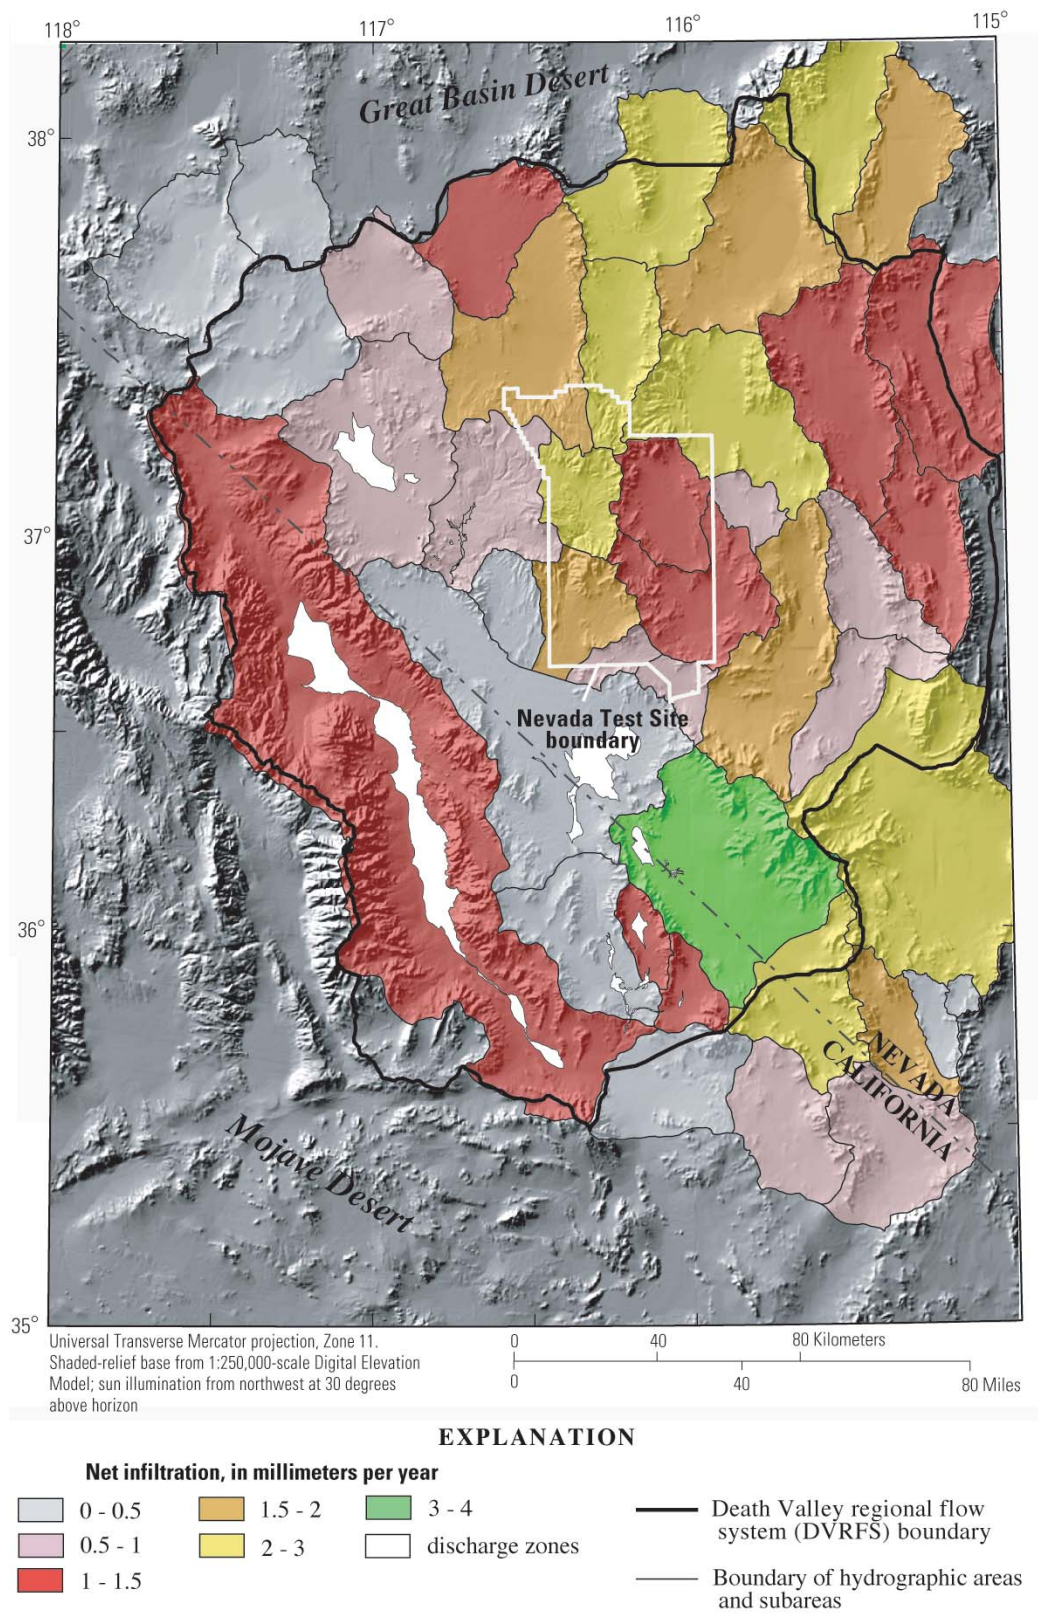 118° 117° 116° 115°
Great Basin Desert
38°
37°
Nevada Test Site
boundary
36°
NEVADA
CALIFORNIA
Mojave Desert
35°
Universal Transverse Mercator projection, Zone 11.
Shaded-relief base from 1:250,000-scale Digital Elevation
Model; sun illumination from northwest at 30 degrees
above horizon
0 40 80 Kilometers
0 40 80 Miles
EXPLANATION
Net infiltration, in millimeters per year
0 - 0.5
0.5 - 1
1 - 1.5
1.5 - 2
2 - 3
3 - 4
discharge zones
Death Valley regional flow
system (DVRFS) boundary
Boundary of hydrographic areas
and subareas